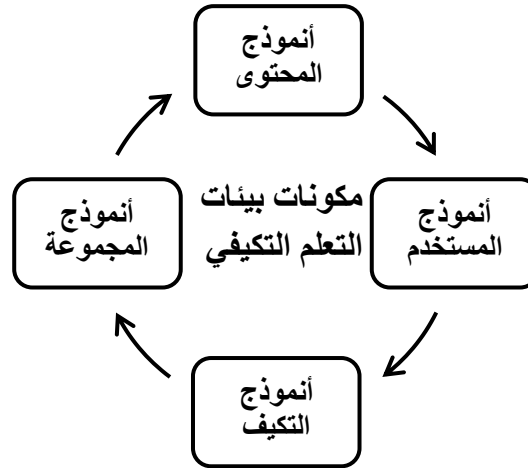 أنموذج
المحتوى
مكونات بيئات
التعلم التكيفي
أنموذج
المستخدم
أنموذج
التكيف
أنموذج
المجموعة